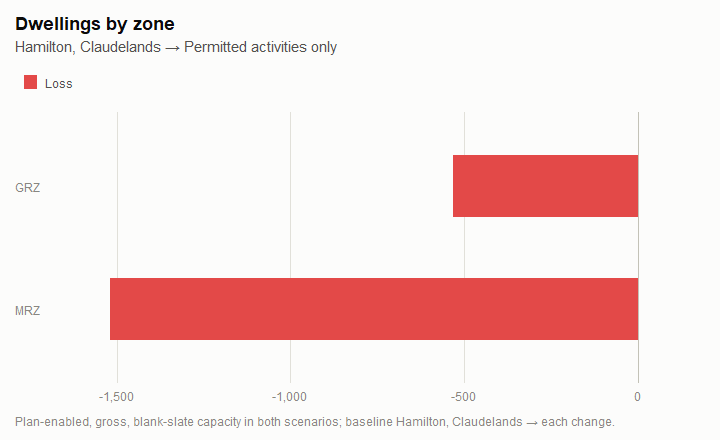 Dwellings by zone
Hamilton, Claudelands → Permitted activities only
Loss
GRZ
MRZ
-1,500 -1,000 -500 0
Plan-enabled, gross, blank-slate capacity in both scenarios; baseline Hamilton, Claudelands → each change.